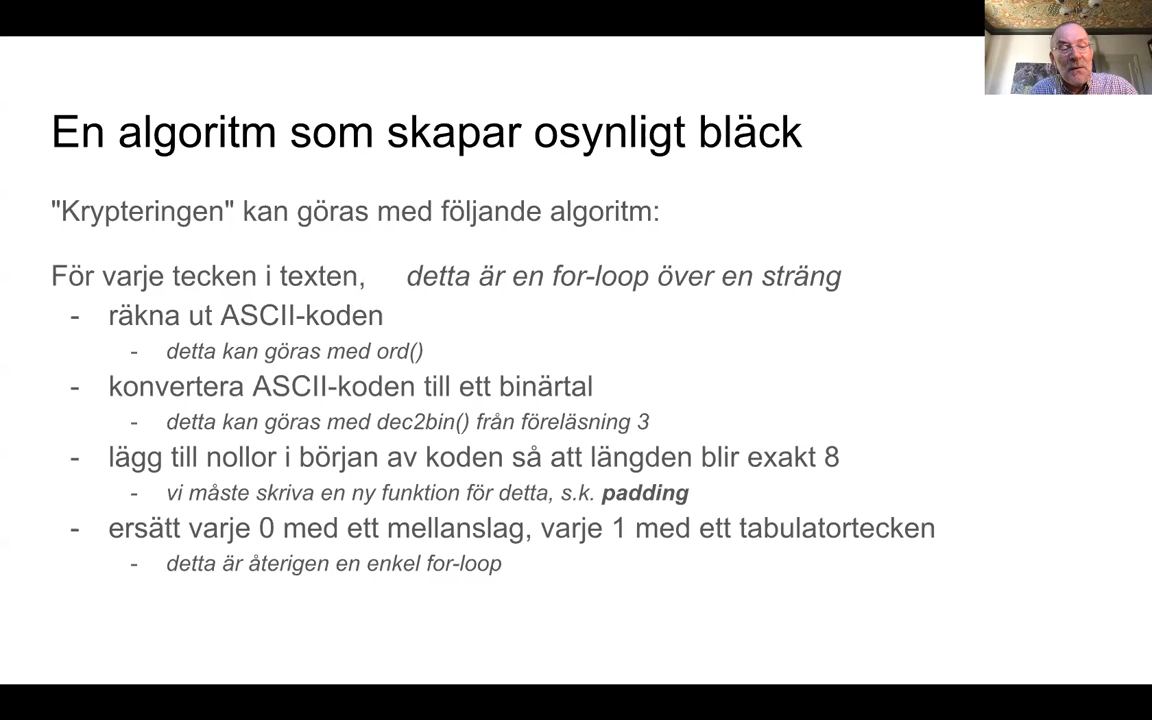 En algoritm som skapar osynligt bläck
"Krypteringen" kan göras med följande algoritm:
För varje tecken i texten, detta är en for-loop över en sträng
- räkna ut ASCII-koden
- detta kan göras med ord()
- konvertera ASCII-koden till ett binärtal
- detta kan göras med dec2bin() från föreläsning 3
- lägg till nollor i början av koden så att längden blir exakt 8
- vi måste skriva en ny funktion för detta, s.k. padding
- ersätt varje 0 med ett mellanslag, varje 1 med ett tabulatortecken
- detta är återigen en enkel for-loop